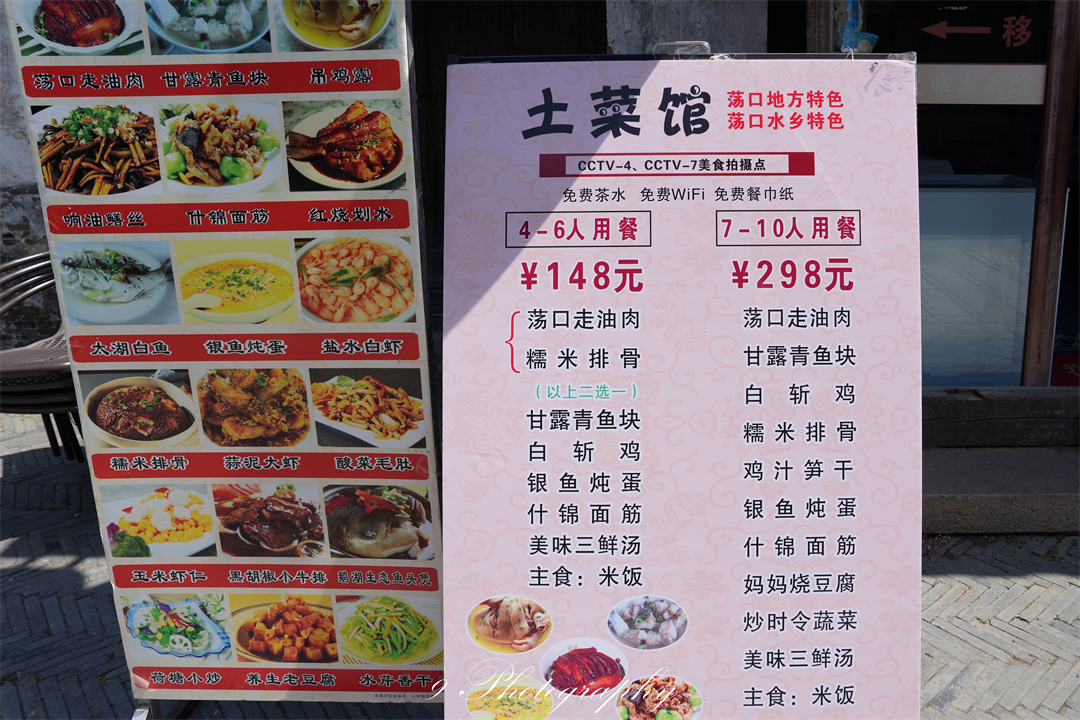 荡口走油肉 甘露青鱼块 吊鸡露
响油鳝丝 什锦面筋 红烧划水
太湖白鱼 银鱼炖蛋 盐水白虾
糯米排骨 蒜泥大虾 酸菜毛肚
玉米虾仁 黑胡椒小牛排 鹅湖生态鱼头煲
荷塘小炒 养生老豆腐 水芹香干
土菜馆
荡口地方特色
荡口水乡特色
CCTV-4、CCTV-7美食拍摄点
免费茶水 免费WiFi 免费餐巾纸
4-6人用餐
¥148元
荡口走油肉
糯米排骨
(以上二选一)
甘露青鱼块
白斩鸡
银鱼炖蛋
什锦面筋
美味三鲜汤
主食：米饭
7-10人用餐
¥298元
荡口走油肉
甘露青鱼块
白斩鸡
糯米排骨
鸡汁笋干
银鱼炖蛋
什锦面筋
妈妈烧豆腐
炒时令蔬菜
美味三鲜汤
主食：米饭
移
Photography